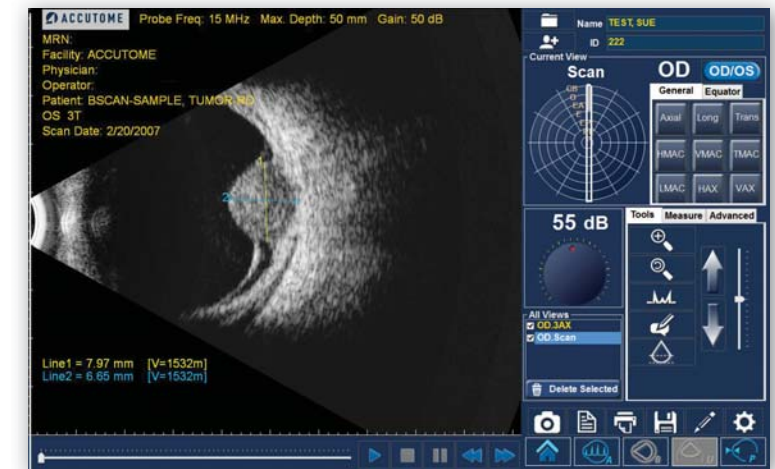 ACCUTOME Probe Freq: 15 MHz Max. Depth: 50 mm Gain: 50 dB
MRN:
Facility: ACCUTOME
Physician:
Operator:
Patient: BSCAN-SAMPLE, TUMOR RD
OS 3T
Scan Date: 2/20/2007
1
2
Line1 = 7.97 mm [V=1532m]
Line2 = 6.65 mm [V=1532m]
Name TEST, SUE
ID 222
Current View
Scan
OD
OD/OS
General Equator
Axial Long Trans
HMAC VMAC TMAC
LMAC HAX VAX
55 dB
Tools Measure Advanced
All Views
OD.3AX
OD.Scan
Delete Selected
A B U P